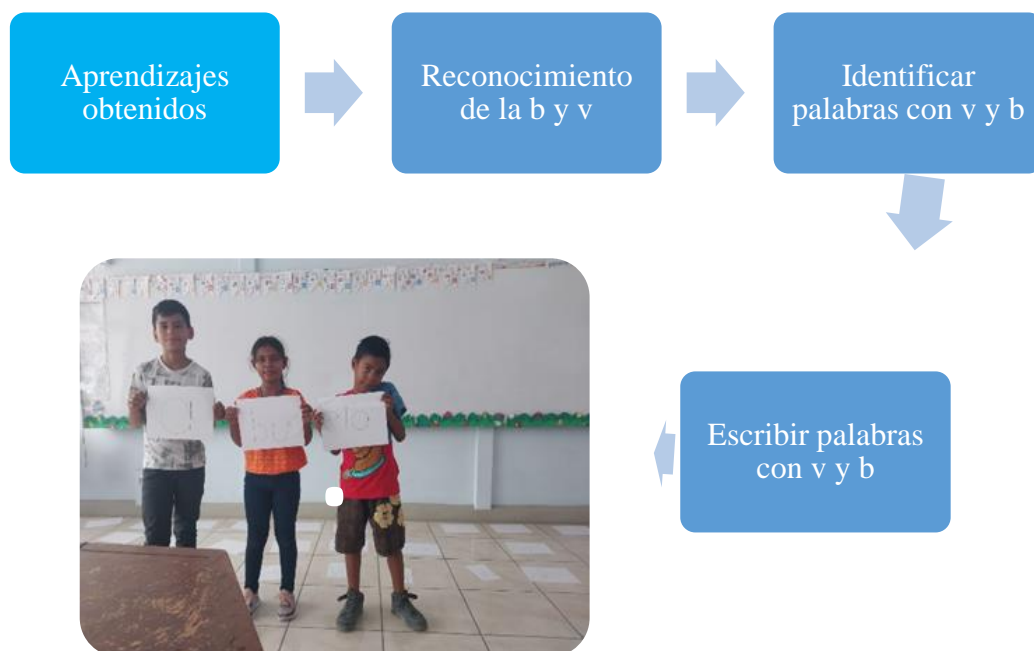 Aprendizajes
obtenidos
Reconocimiento
de la b y v
Identificar
palabras con v y b
Escribir palabras
con v y b